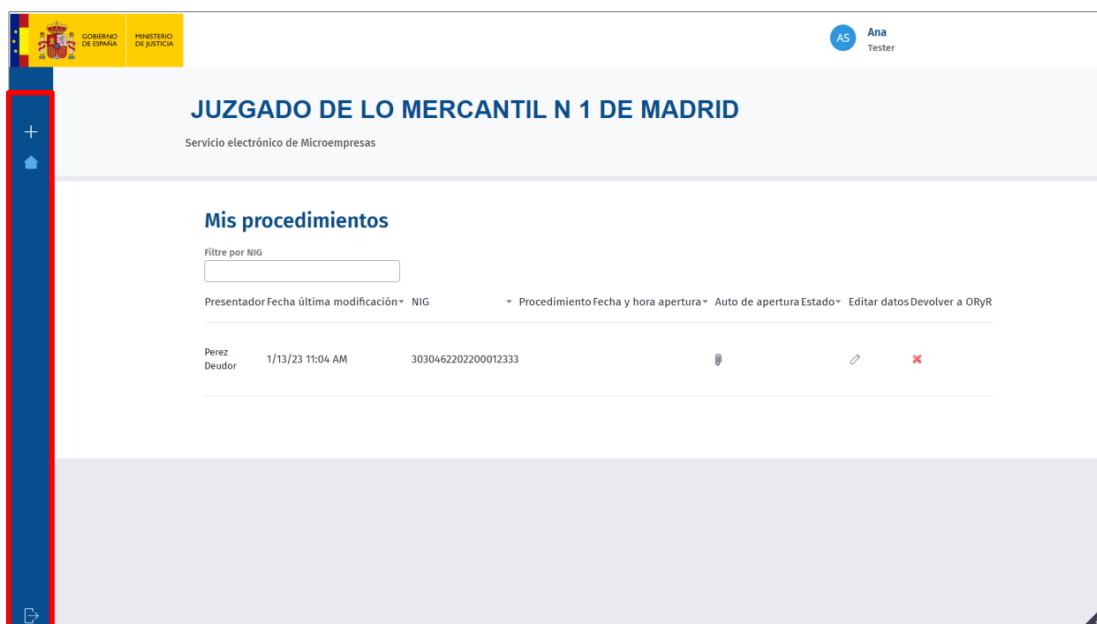 GOBIERNO DE ESPAÑA
MINISTERIO DE JUSTICIA
AS
Ana
Tester
JUZGADO DE LO MERCANTIL N 1 DE MADRID
Servicio electrónico de Microempresas
Mis procedimientos
Filtre por NIG
Presentador Fecha última modificación NIG Procedimiento Fecha y hora apertura Auto de apertura Estado Editar datos Devolver a ORyR
Perez Deudor 1/13/23 11:04 AM 3030462202200012333